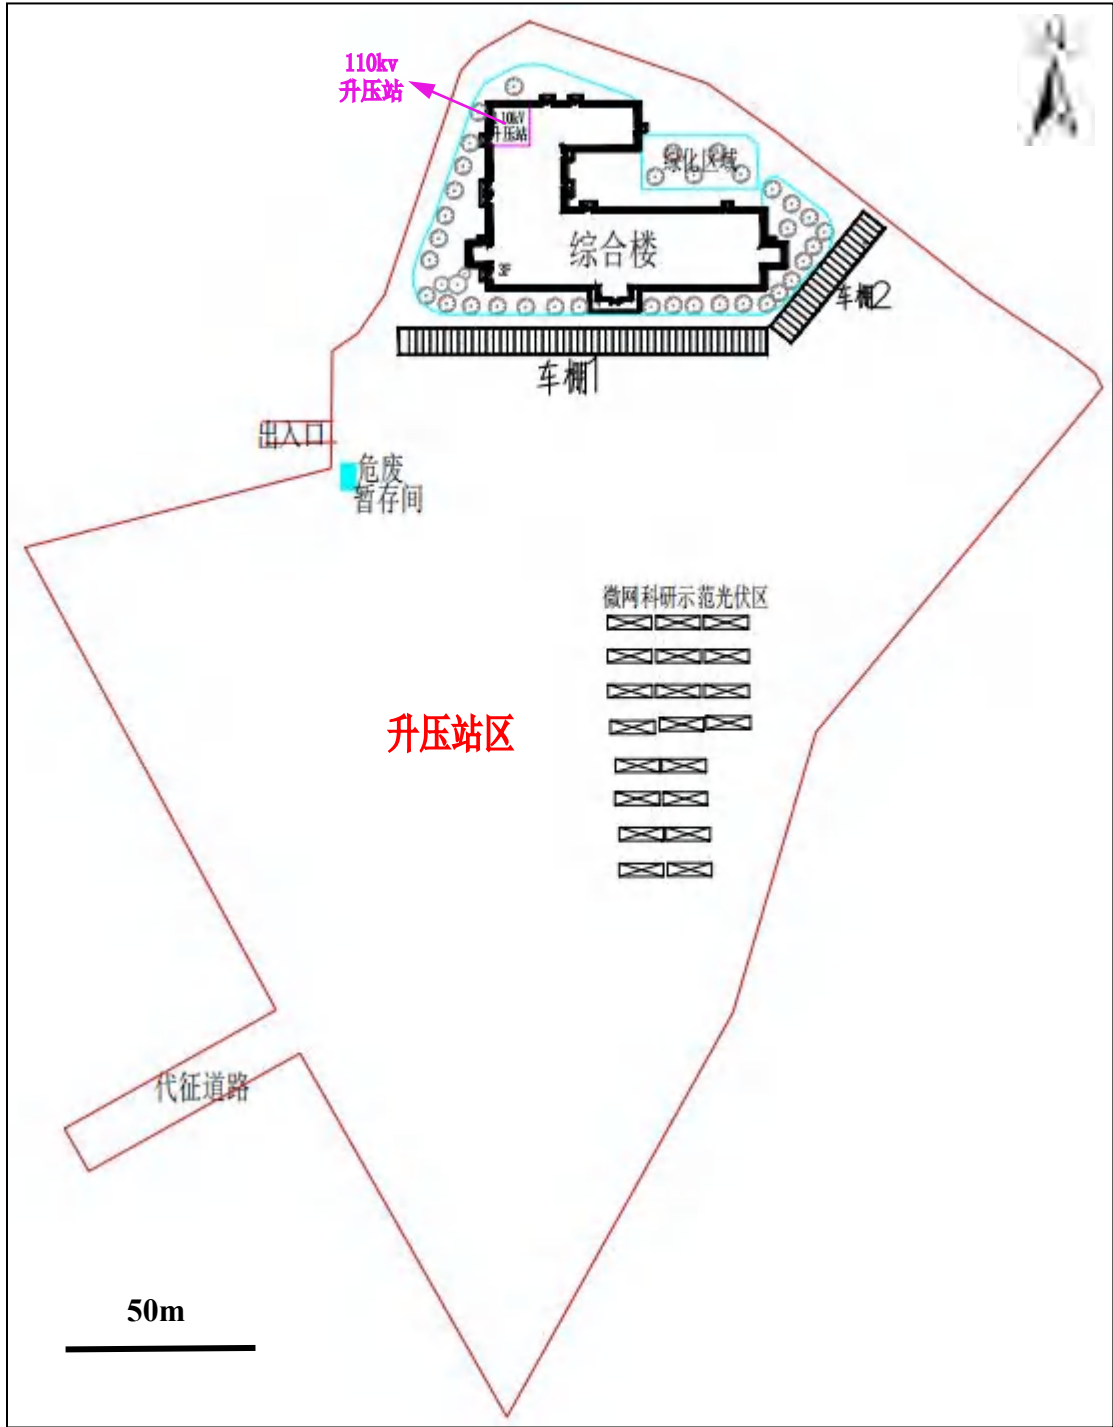 N
110kv
升压站
110kV
升压站
绿化区域
综合楼
3F
车棚2
车棚1
出入口
危废
暂存间
微网科研示范光伏区
升压站区
代征道路
50m